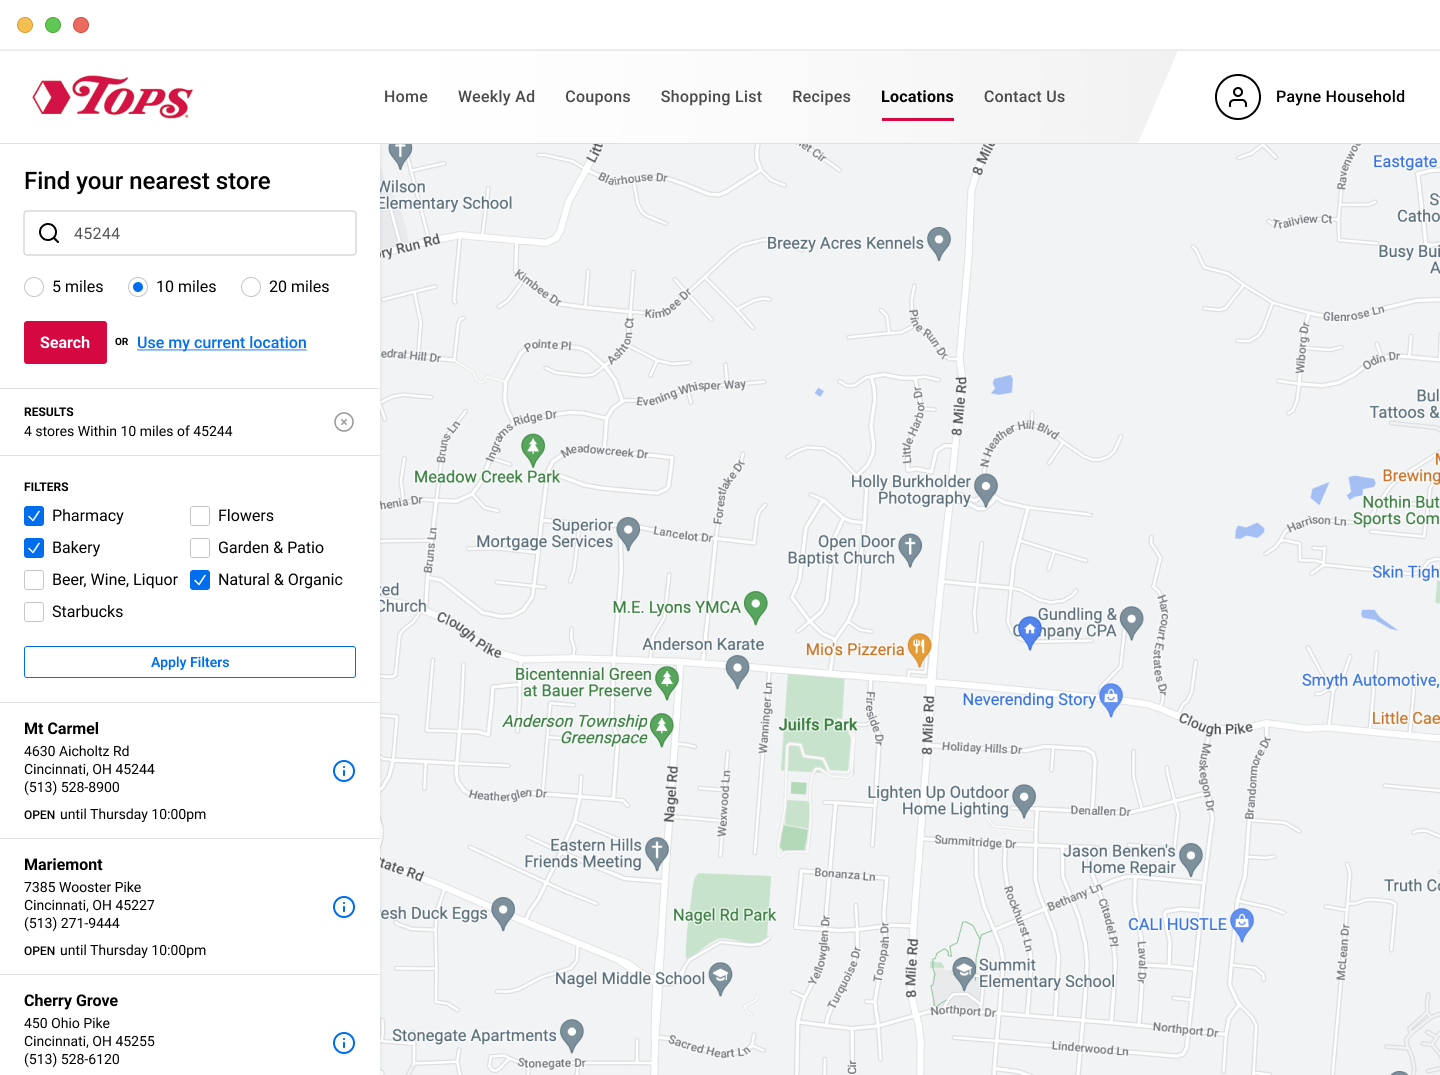 TOPS
Home
Weekly Ad
Coupons
Shopping List
Recipes
Locations
Contact Us
Payne Household
Find your nearest store
45244
5 miles
10 miles
20 miles
Search
OR
Use my current location
RESULTS
4 stores Within 10 miles of 45244
FILTERS
Pharmacy
Flowers
Bakery
Garden & Patio
Beer, Wine, Liquor
Natural & Organic
Starbucks
Apply Filters
Mt Carmel
4630 Aicholtz Rd
Cincinnati, OH 45244
(513) 528-8900
OPEN until Thursday 10:00pm
Mariemont
7385 Wooster Pike
Cincinnati, OH 45227
(513) 271-9444
OPEN until Thursday 10:00pm
Cherry Grove
450 Ohio Pike
Cincinnati, OH 45255
(513) 528-6120
Wilson
Elementary School
Blairhouse Dr
8 Mile
Eastgate
Trailview Ct
Busy Bui
ry Run Rd
Breezy Acres Kennels
Kimbee Dr
Kimbee Dr
Pine Run Dr
Glenrose Ln
Wiborg Dr
Odin Dr
edral Hill Dr
Pointe Pl
Ashton Ct
Evening Whisper Way
8 Mile Rd
Little Harbor Dr
N Heather Hill Blvd
Bul
Tattoos &
Bruns Ln
Ingrams Ridge Dr
Meadowcreek Dr
Meadow Creek Park
Forestlake Dr
Holly Burkholder
Photography
Brewing
Nothin But
Sports Com
Harrison Ln
henia Dr
Superior
Mortgage Services
Lancelot Dr
Open Door
Baptist Church
Bruns Ln
Skin Tigh
ted
Church
M.E. Lyons YMCA
Gundling &
Company CPA
Harcourt Estates Dr
Clough Pike
Anderson Karate
Mio's Pizzeria
Bicentennial Green
at Bauer Preserve
Neverending Story
Smyth Automotive,
Anderson Township
Greenspace
Wanninger Ln
Juilfs Park
Fireside Dr
8 Mile Rd
Clough Pike
Little Cae
Holiday Hills Dr
Muskegon Dr
Brandonmore Dr
Heatherglen Dr
Nagel Rd
Wexwood Ln
Lighten Up Outdoor
Home Lighting
Denallen Dr
Eastern Hills
Friends Meeting
Summitridge Dr
Jason Benken's
Home Repair
tate Rd
Bonanza Ln
Bethany Ln
Truth Co
esh Duck Eggs
Nagel Rd Park
Rockhurst Ln
Citadel Pl
CALI HUSTLE
Yellowglen Dr
Turquoise Dr
Tonopah Dr
8 Mile Rd
Laval Dr
McLean Dr
Nagel Middle School
Summit
Elementary School
Northport Dr
Northport Dr
Stonegate Apartments
Sacred Heart Ln
Linderwood Ln
Stonegate Dr
Cir